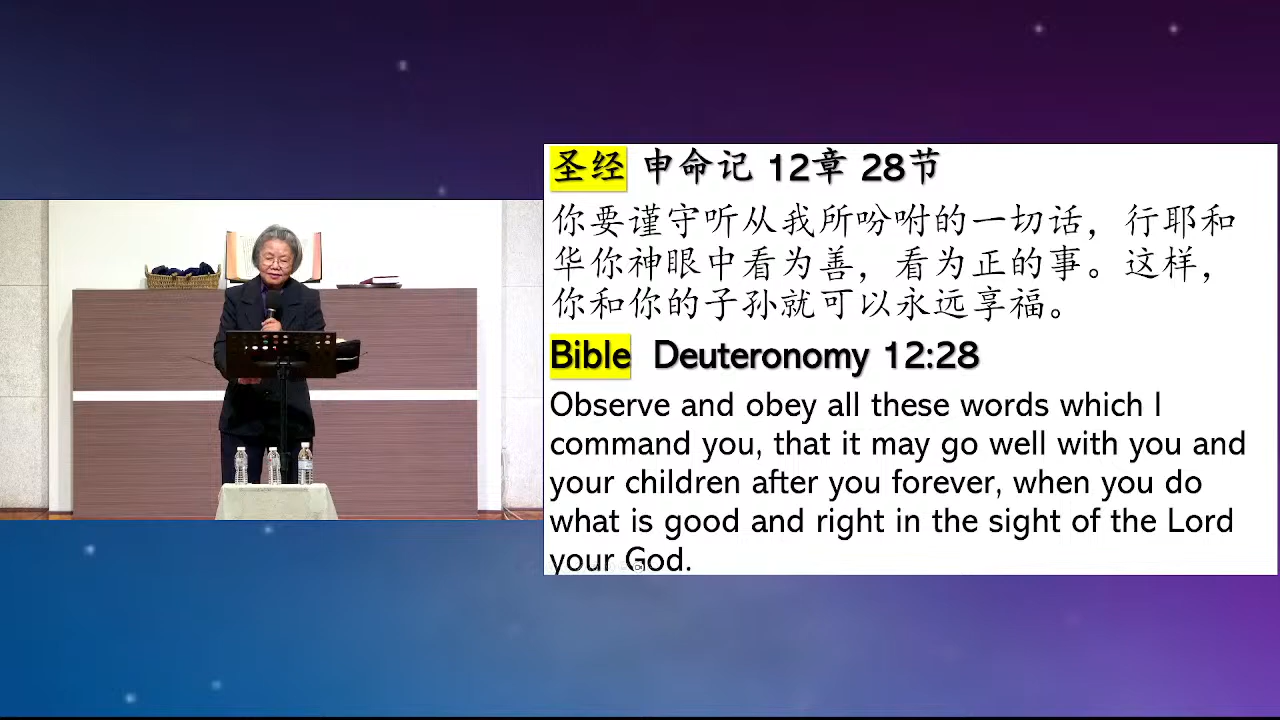 圣经 申命记 12章 28节
你要谨守听从我所吩咐的一切话，行耶和
华你神眼中看为善，看为正的事。这样，
你和你的子孙就可以永远享福。
Bible Deuteronomy 12:28
Observe and obey all these words which I
command you, that it may go well with you and
your children after you forever, when you do
what is good and right in the sight of the Lord
your God.